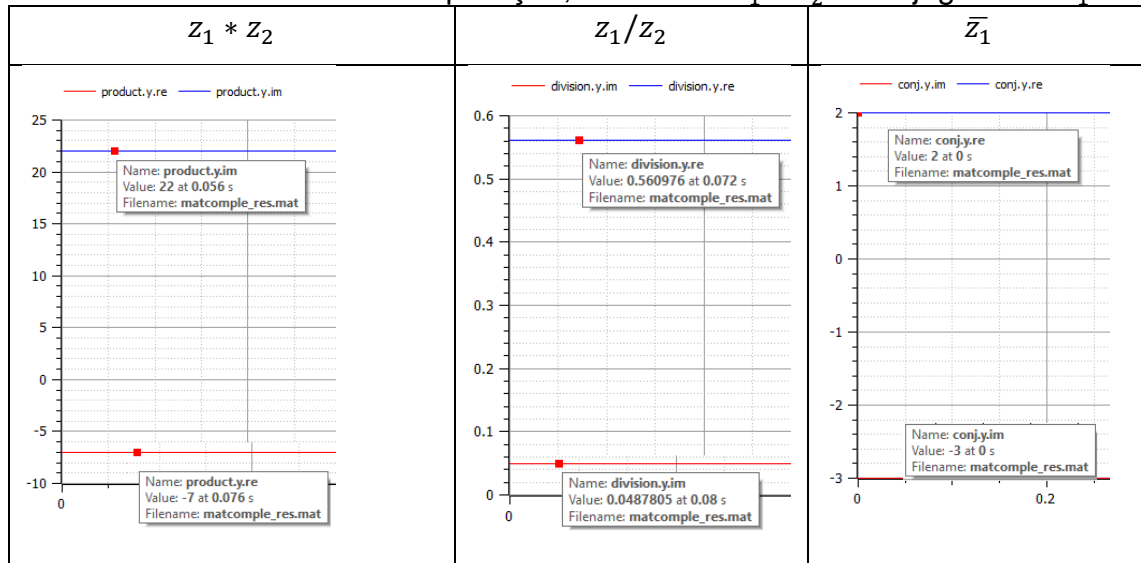 z₁ * z₂
z₁/z₂
z̅₁
product.y.re product.y.im
25
20
15
10
5
0
-5
-10
0
Name: product.y.im
Value: 22 at 0.056 s
Filename: matcomple_res.mat
Name: product.y.re
Value: -7 at 0.076 s
Filename: matcomple_res.mat
division.y.im division.y.re
0.6
0.5
0.4
0.3
0.2
0.1
0
0
Name: division.y.re
Value: 0.560976 at 0.072 s
Filename: matcomple_res.mat
Name: division.y.im
Value: 0.0487805 at 0.08 s
Filename: matcomple_res.mat
conj.y.im conj.y.re
2
1
0
-1
-2
-3
0
0.2
Name: conj.y.re
Value: 2 at 0 s
Filename: matcomple_res.mat
Name: conj.y.im
Value: -3 at 0 s
Filename: matcomple_res.mat